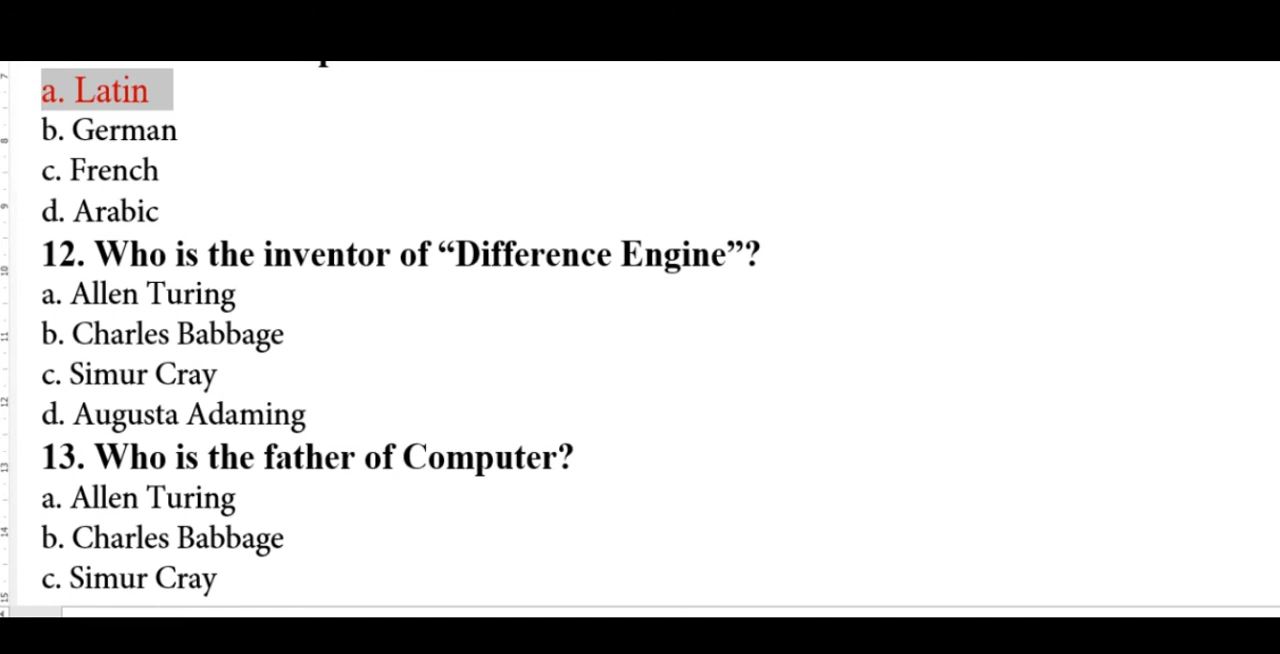 a. Latin
b. German
c. French
d. Arabic
12. Who is the inventor of “Difference Engine”?
a. Allen Turing
b. Charles Babbage
c. Simur Cray
d. Augusta Adaming
13. Who is the father of Computer?
a. Allen Turing
b. Charles Babbage
c. Simur Cray